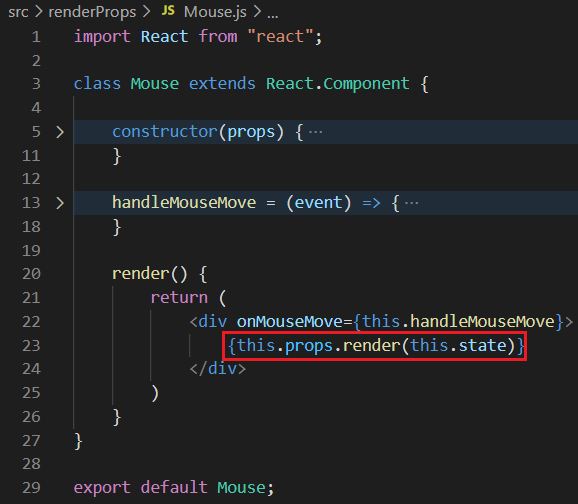 src > renderProps > JS Mouse.js > ...
1 import React from "react";
2
3 class Mouse extends React.Component {
4
5 > constructor(props) { ...
11 }
12
13 > handleMouseMove = (event) => { ...
18 }
19
20 render() {
21 return (
22 <div onMouseMove={this.handleMouseMove}>
23 {this.props.render(this.state)}
24 </div>
25 )
26 }
27 }
28
29 export default Mouse;